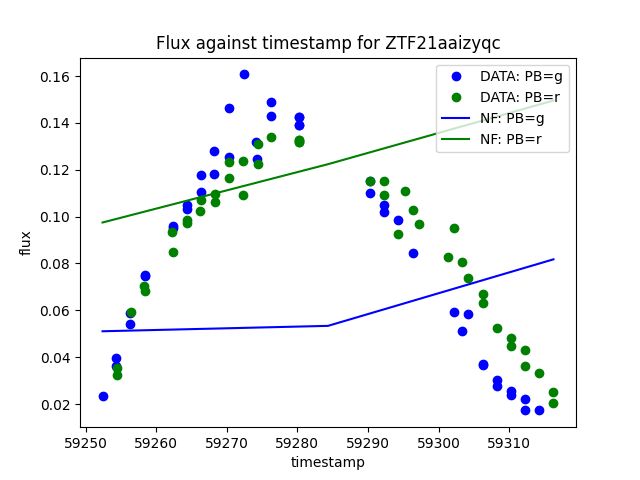 Flux against timestamp for ZTF21aaizyqc
DATA: PB=g
DATA: PB=r
NF: PB=g
NF: PB=r
flux
0.16
0.14
0.12
0.10
0.08
0.06
0.04
0.02
59250 59260 59270 59280 59290 59300 59310
timestamp